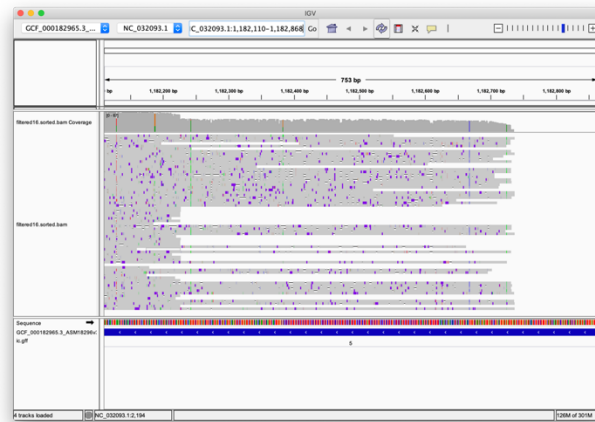 IGV
GCF_000182965.3_... NC_032093.1 C_032093.1:1,182,110-1,182,868 Go
753 bp
bp 1,182,200 bp 1,182,300 bp 1,182,400 bp 1,182,500 bp 1,182,600 bp 1,182,700 bp 1,182,800 bp
filtered16.sorted.bam Coverage
filtered16.sorted.bam
Sequence
GCF_000182965.3_ASM18296v3
ic.gff
S
4 tracks loaded NC_032093.1:2,194 126M of 301M